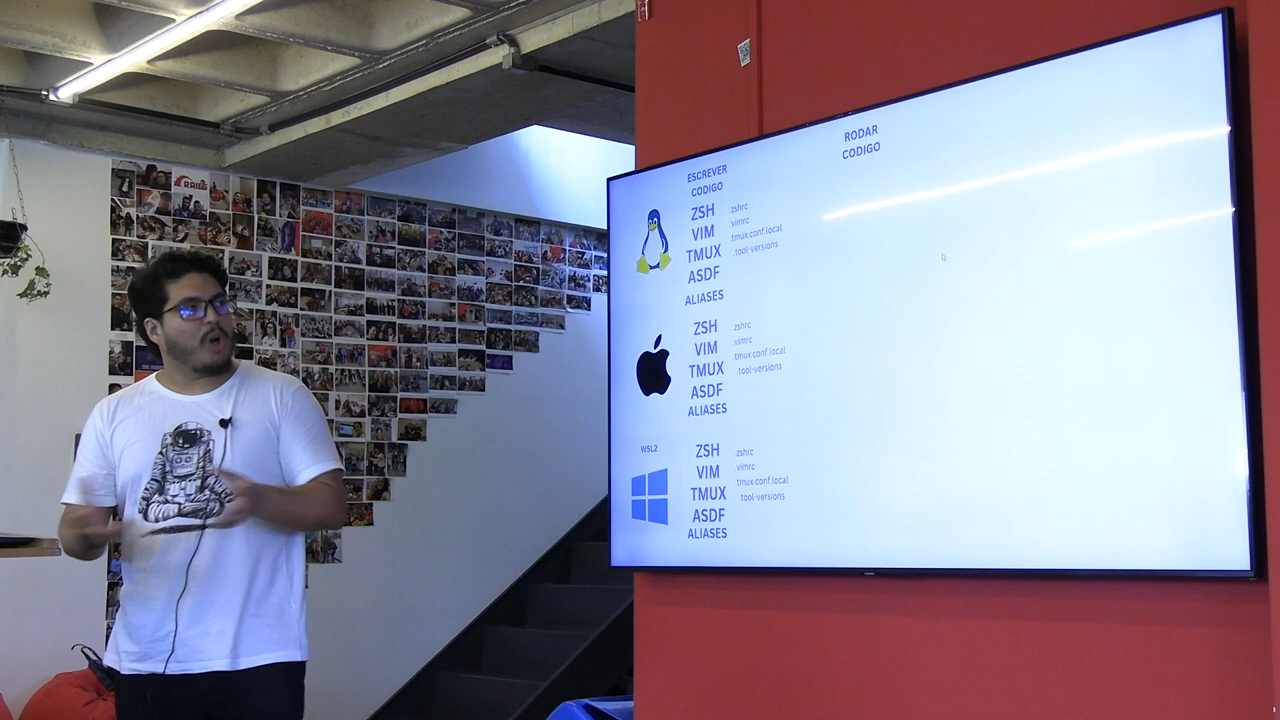 RODAR
CODIGO
ESCREVER
CODIGO
ZSH .zshrc
VIM .vimrc
TMUX .tmux.conf.local
ASDF .tool-versions
ALIASES
ZSH .zshrc
VIM .vimrc
TMUX .tmux.conf.local
ASDF .tool-versions
ALIASES
WSL2
ZSH .zshrc
VIM .vimrc
TMUX .tmux.conf.local
ASDF .tool-versions
ALIASES